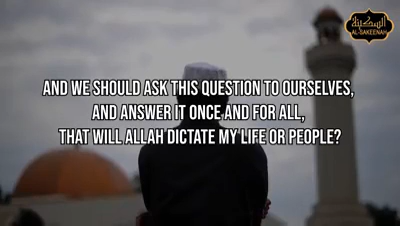 السكينة
AL-SAKEENAH
AND WE SHOULD ASK THIS QUESTION TO OURSELVES,
AND ANSWER IT ONCE AND FOR ALL,
THAT WILL ALLAH DICTATE MY LIFE OR PEOPLE?